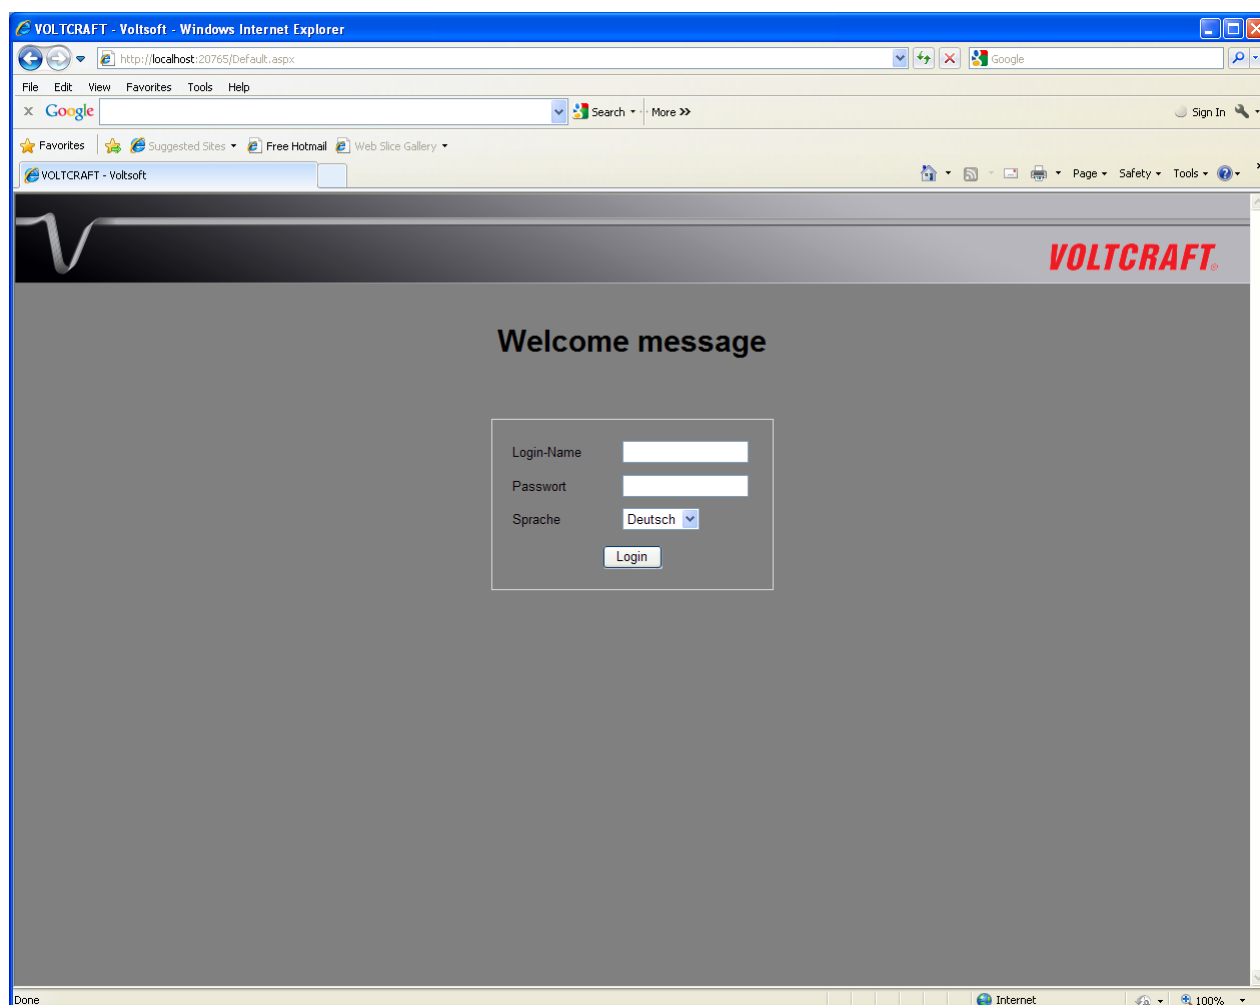 VOLTCRAFT - Voltsoft - Windows Internet Explorer
http://localhost:20765/Default.aspx
Google
File Edit View Favorites Tools Help
x Google Search More >> Sign In
Favorites Suggested Sites Free Hotmail Web Slice Gallery
VOLTCRAFT - Voltsoft Page Safety Tools
VOLTCRAFT®
Welcome message
Login-Name
Passwort
Sprache Deutsch
Login
Done Internet 100%